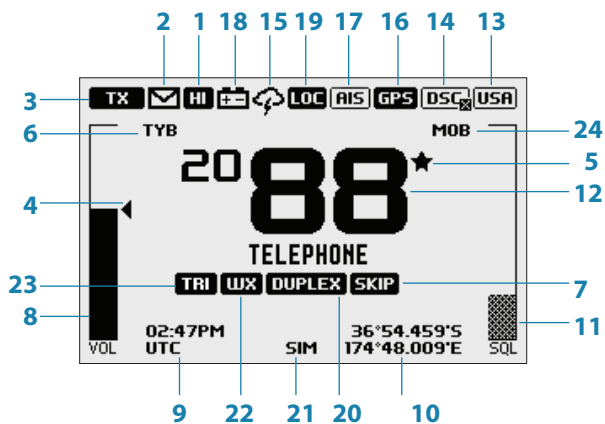 2 1 18 15 19 17 16 14 13
3 TX HI LOC AIS GPS DSC USA
6 TYB MOB 24
20 88 5
12
4
TELEPHONE
23 TRI WX DUPLEX SKIP 7
8 11
02:47PM 36°54.459'S
VOL UTC SIM 174°48.009'E SQL
9 22 21 20 10